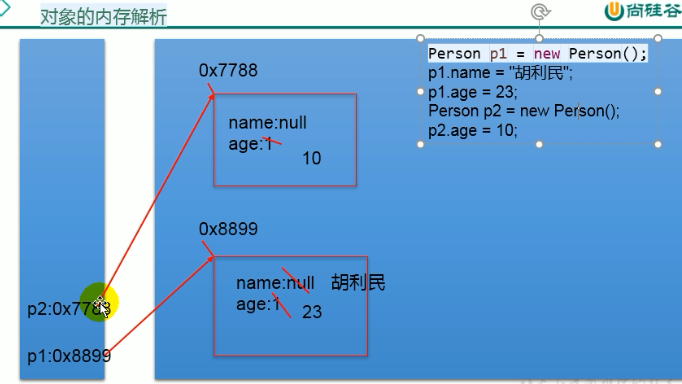 对象的内存解析
尚硅谷
0x7788
name:null
age:1
10
0x8899
name:null 胡利民
age:1
23
p2:0x7788
p1:0x8899
Person p1 = new Person();
p1.name = "胡利民";
p1.age = 23;
Person p2 = new Person();
p2.age = 10;